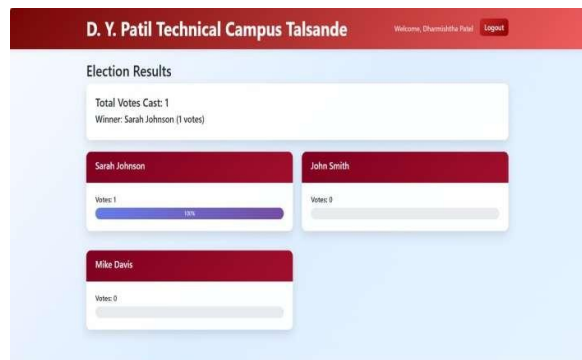 D. Y. Patil Technical Campus Talsande
Welcome, Dharmishtha Patel
Logout
Election Results
Total Votes Cast: 1
Winner: Sarah Johnson (1 votes)
Sarah Johnson
Votes: 1
100%
John Smith
Votes: 0
Mike Davis
Votes: 0